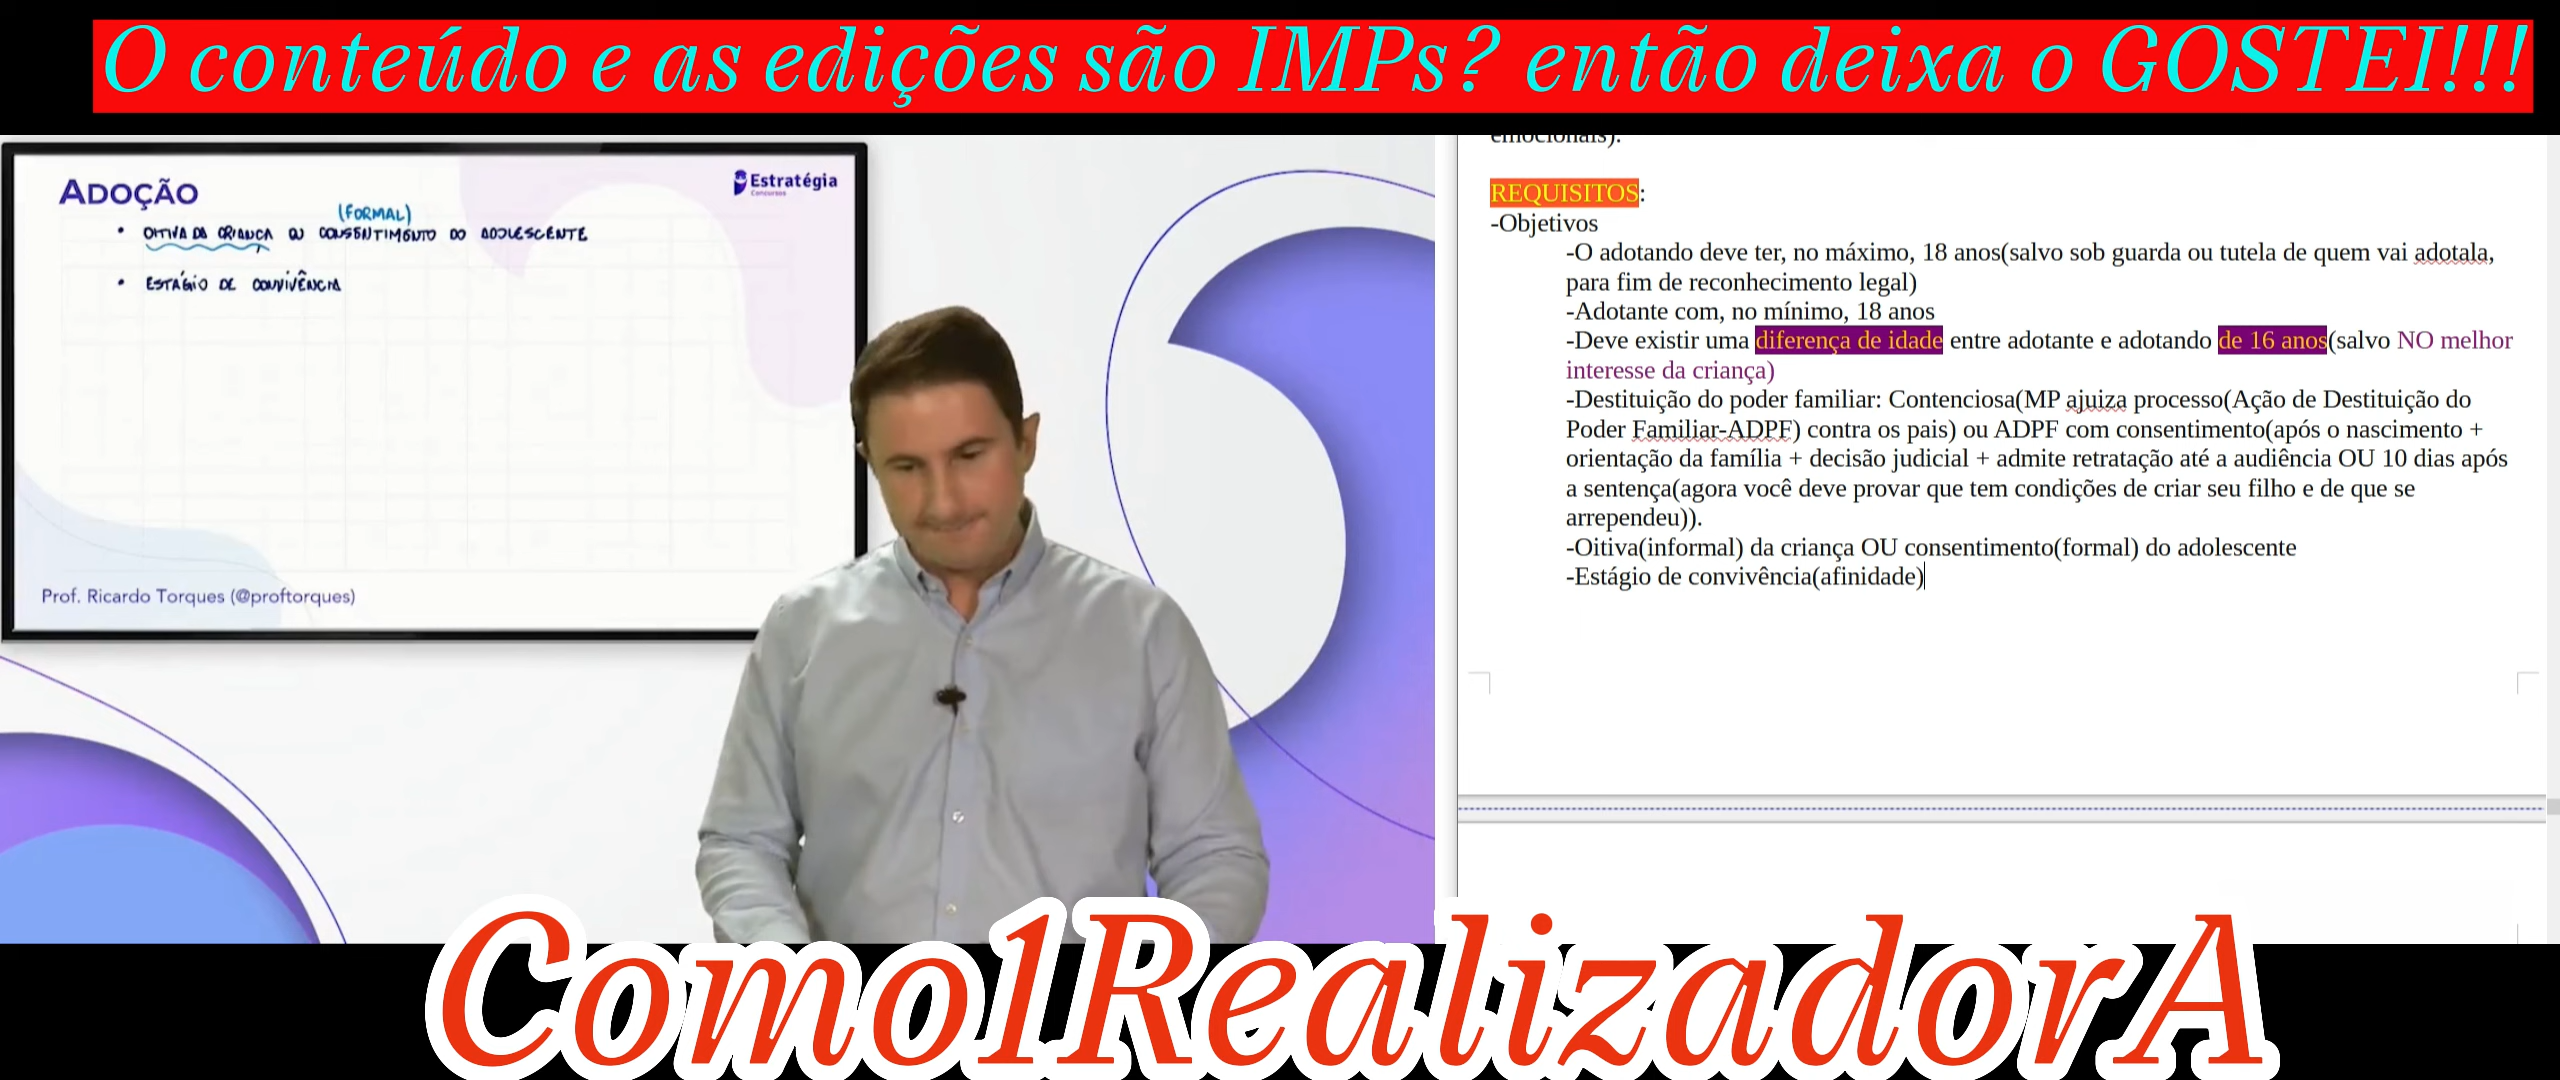 O conteúdo e as edições são IMPs? então deixa o GOSTEI!!!
ADOÇÃO
Estratégia
Concursos
(FORMAL)
• OITIVA DA CRIANÇA OU CONSENTIMENTO DO ADOLESCENTE
• ESTÁGIO DE CONVIVÊNCIA
Prof. Ricardo Torques (@proftorques)
emocionais).
REQUISITOS:
-Objetivos
-O adotando deve ter, no máximo, 18 anos(salvo sob guarda ou tutela de quem vai adotala,
para fim de reconhecimento legal)
-Adotante com, no mínimo, 18 anos
-Deve existir uma diferença de idade entre adotante e adotando de 16 anos(salvo NO melhor
interesse da criança)
-Destituição do poder familiar: Contenciosa(MP ajuiza processo(Ação de Destituição do
Poder Familiar-ADPF) contra os pais) ou ADPF com consentimento(após o nascimento +
orientação da família + decisão judicial + admite retratação até a audiência OU 10 dias após
a sentença(agora você deve provar que tem condições de criar seu filho e de que se
arrependeu)).
-Oitiva(informal) da criança OU consentimento(formal) do adolescente
-Estágio de convivência(afinidade)
Como1RealizadorA